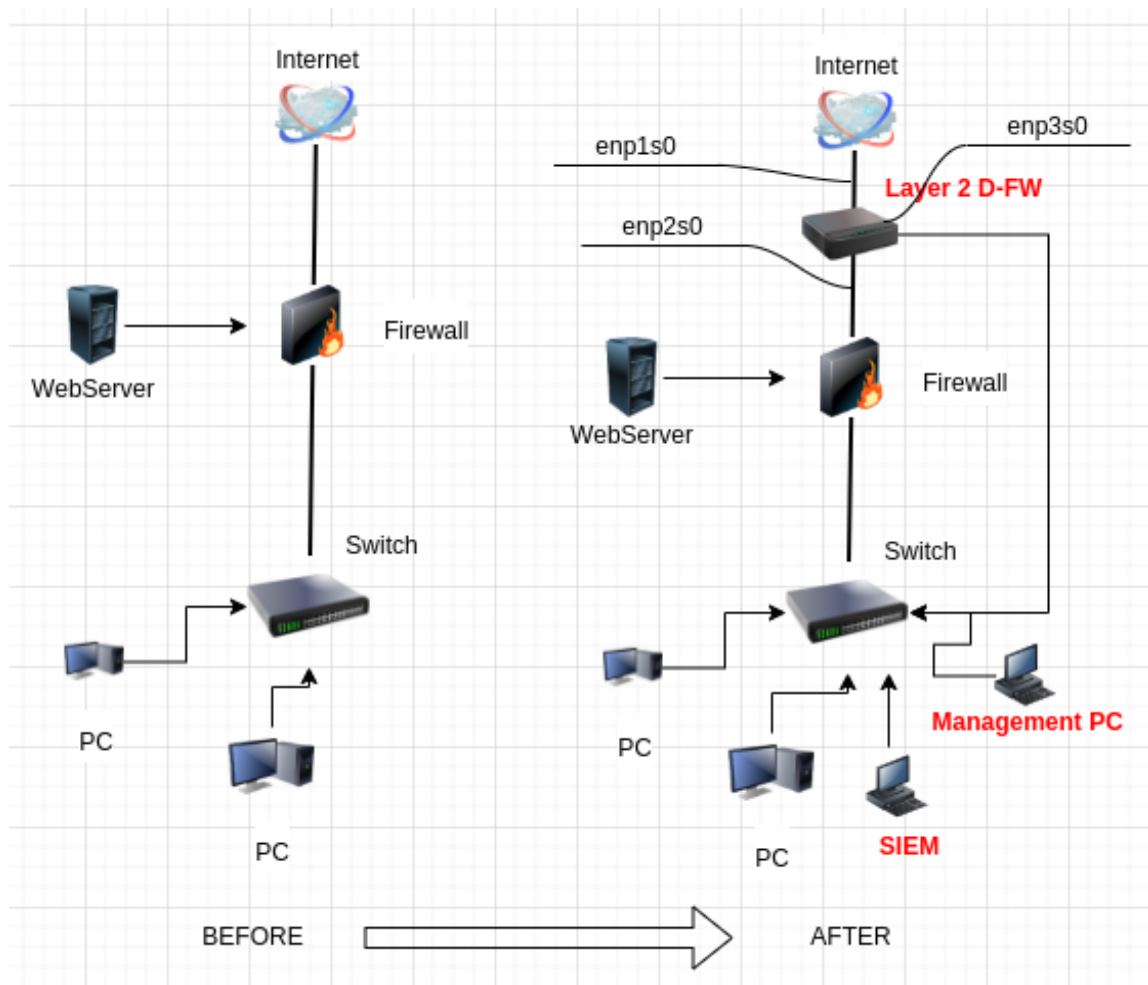 Internet
Firewall
WebServer
Switch
PC
PC
BEFORE
Internet
enp1s0
enp3s0
Layer 2 D-FW
enp2s0
Firewall
WebServer
Switch
Management PC
PC
PC
SIEM
AFTER